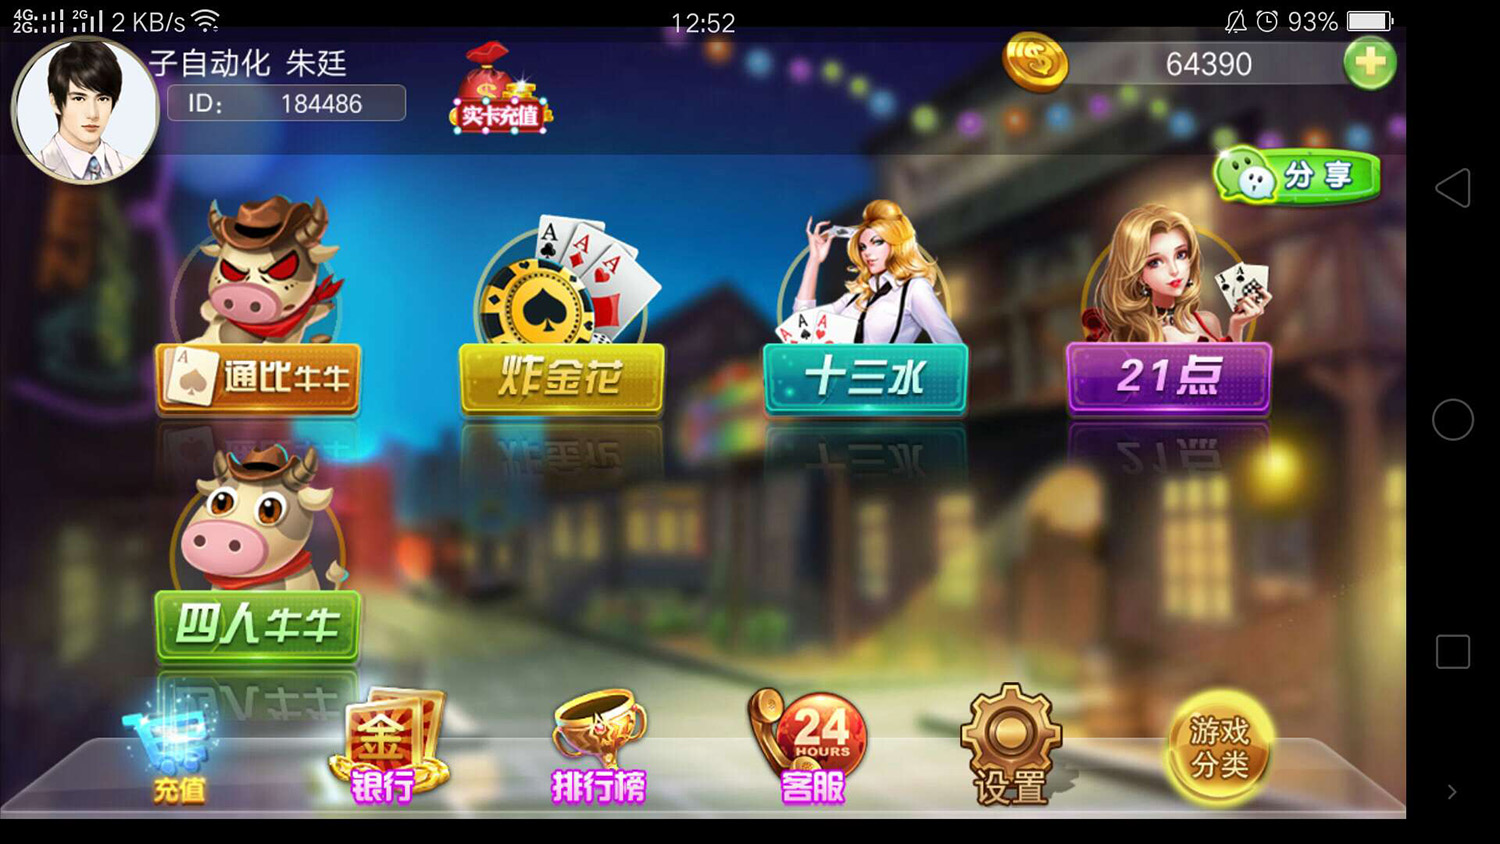 4G 2G 2G 2 KB/s 12:52 93%
子自动化 朱廷
ID: 184486
实卡充值
64390
分享
A A A
A A
A
A 通比牛牛
炸金花
十三水
21点
四人牛牛
充值
金
银行
排行榜
24
HOURS
客服
设置
游戏
分类